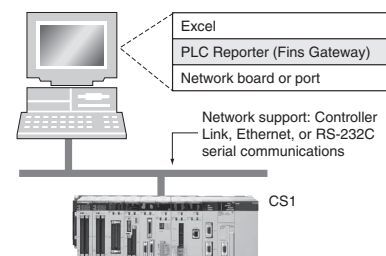 Excel
PLC Reporter (Fins Gateway)
Network board or port
Network support: Controller
Link, Ethernet, or RS-232C
serial communications
CS1